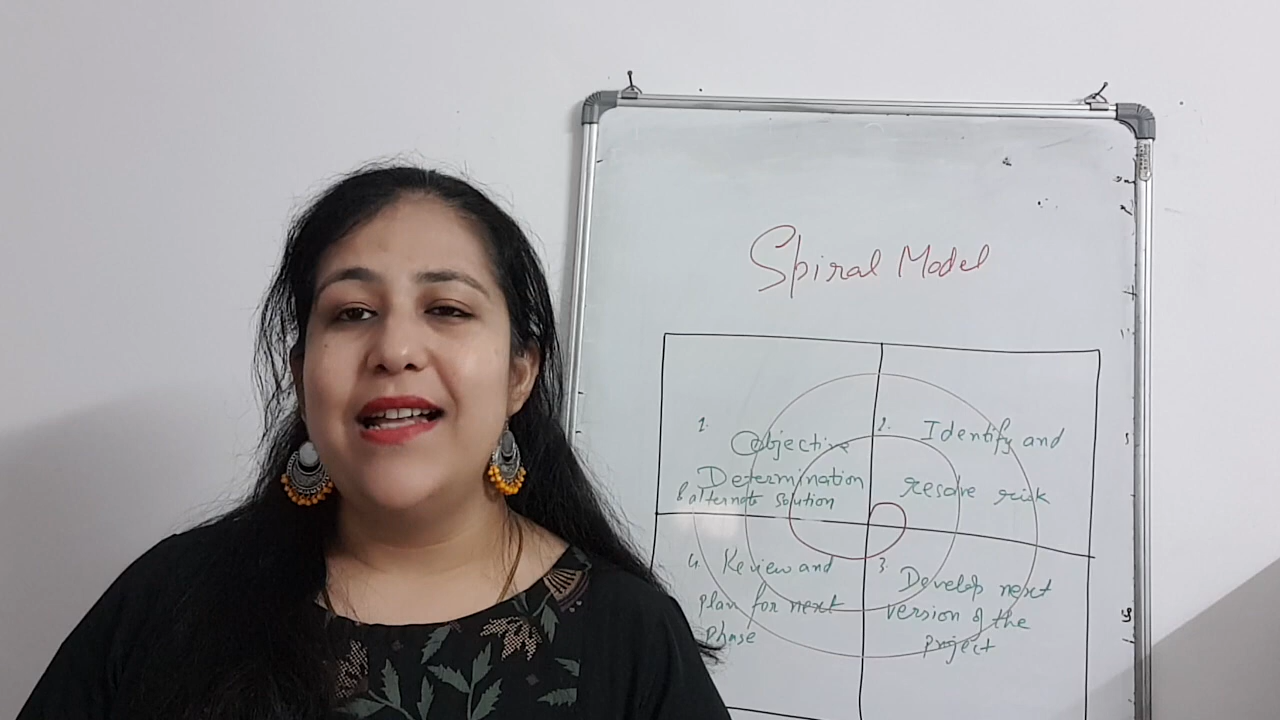 Spiral Model
1.
Objective
Determination
& alternate solution
2. Identify and
resolve risk
4. Review and
plan for next
phase
3.
Develop next
version of the
project